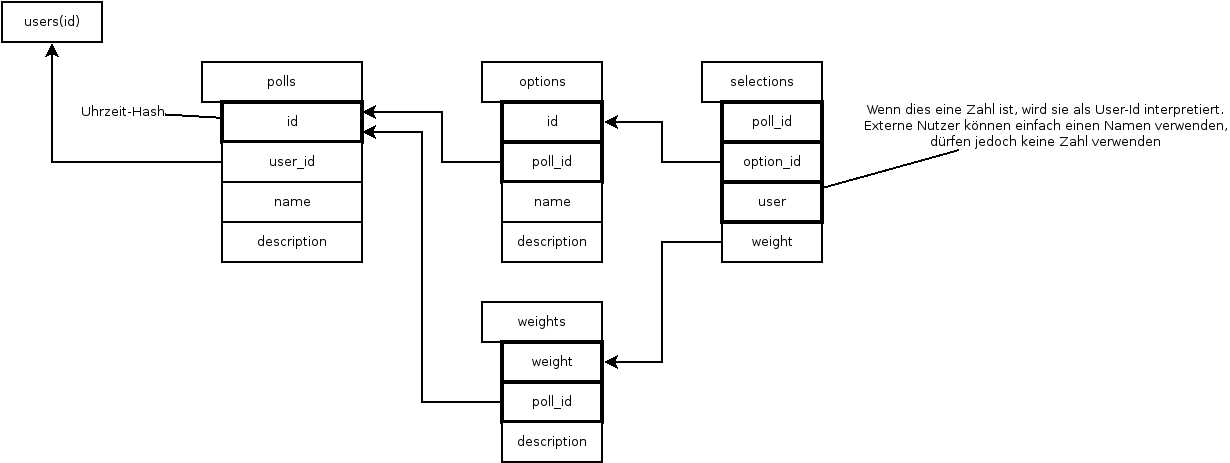 users(id)
polls
id
user_id
name
description
Uhrzeit-Hash
options
id
poll_id
name
description
selections
poll_id
option_id
user
weight
Wenn dies eine Zahl ist, wird sie als User-Id interpretiert.
Externe Nutzer können einfach einen Namen verwenden,
dürfen jedoch keine Zahl verwenden
weights
weight
poll_id
description